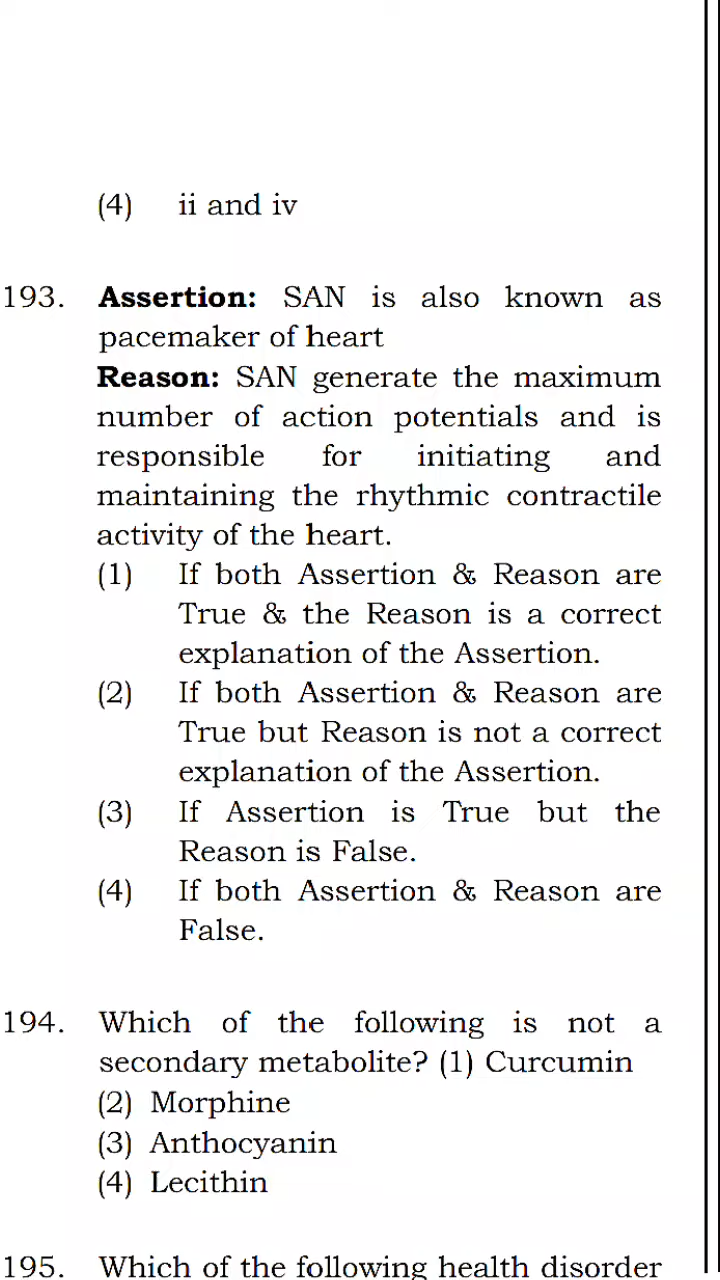 (4) ii and iv
193. Assertion: SAN is also known as
pacemaker of heart
Reason: SAN generate the maximum
number of action potentials and is
responsible for initiating and
maintaining the rhythmic contractile
activity of the heart.
(1) If both Assertion & Reason are
True & the Reason is a correct
explanation of the Assertion.
(2) If both Assertion & Reason are
True but Reason is not a correct
explanation of the Assertion.
(3) If Assertion is True but the
Reason is False.
(4) If both Assertion & Reason are
False.
194. Which of the following is not a
secondary metabolite? (1) Curcumin
(2) Morphine
(3) Anthocyanin
(4) Lecithin
195. Which of the following health disorder